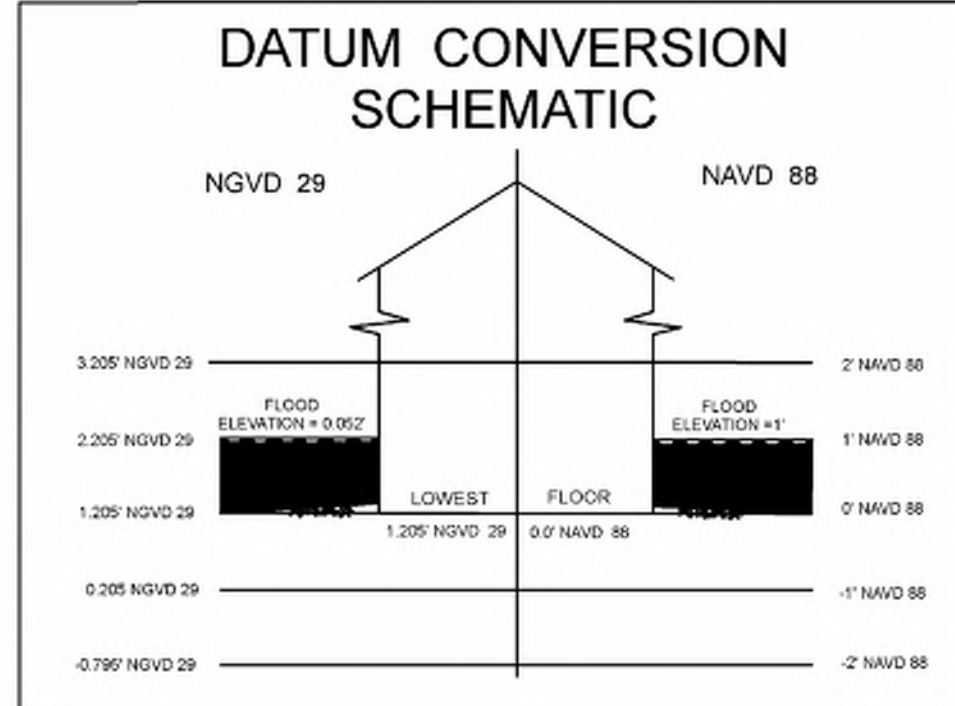 DATUM CONVERSION
SCHEMATIC
NGVD 29
NAVD 88
3.205' NGVD 29
2' NAVD 88
FLOOD
ELEVATION = 0.052'
FLOOD
ELEVATION =1'
2.205' NGVD 29
1' NAVD 88
LOWEST
FLOOR
1.205' NGVD 29
0' NAVD 88
1.205' NGVD 29
0.0' NAVD 88
0.205 NGVD 29
-1' NAVD 88
-0.795' NGVD 29
-2' NAVD 88